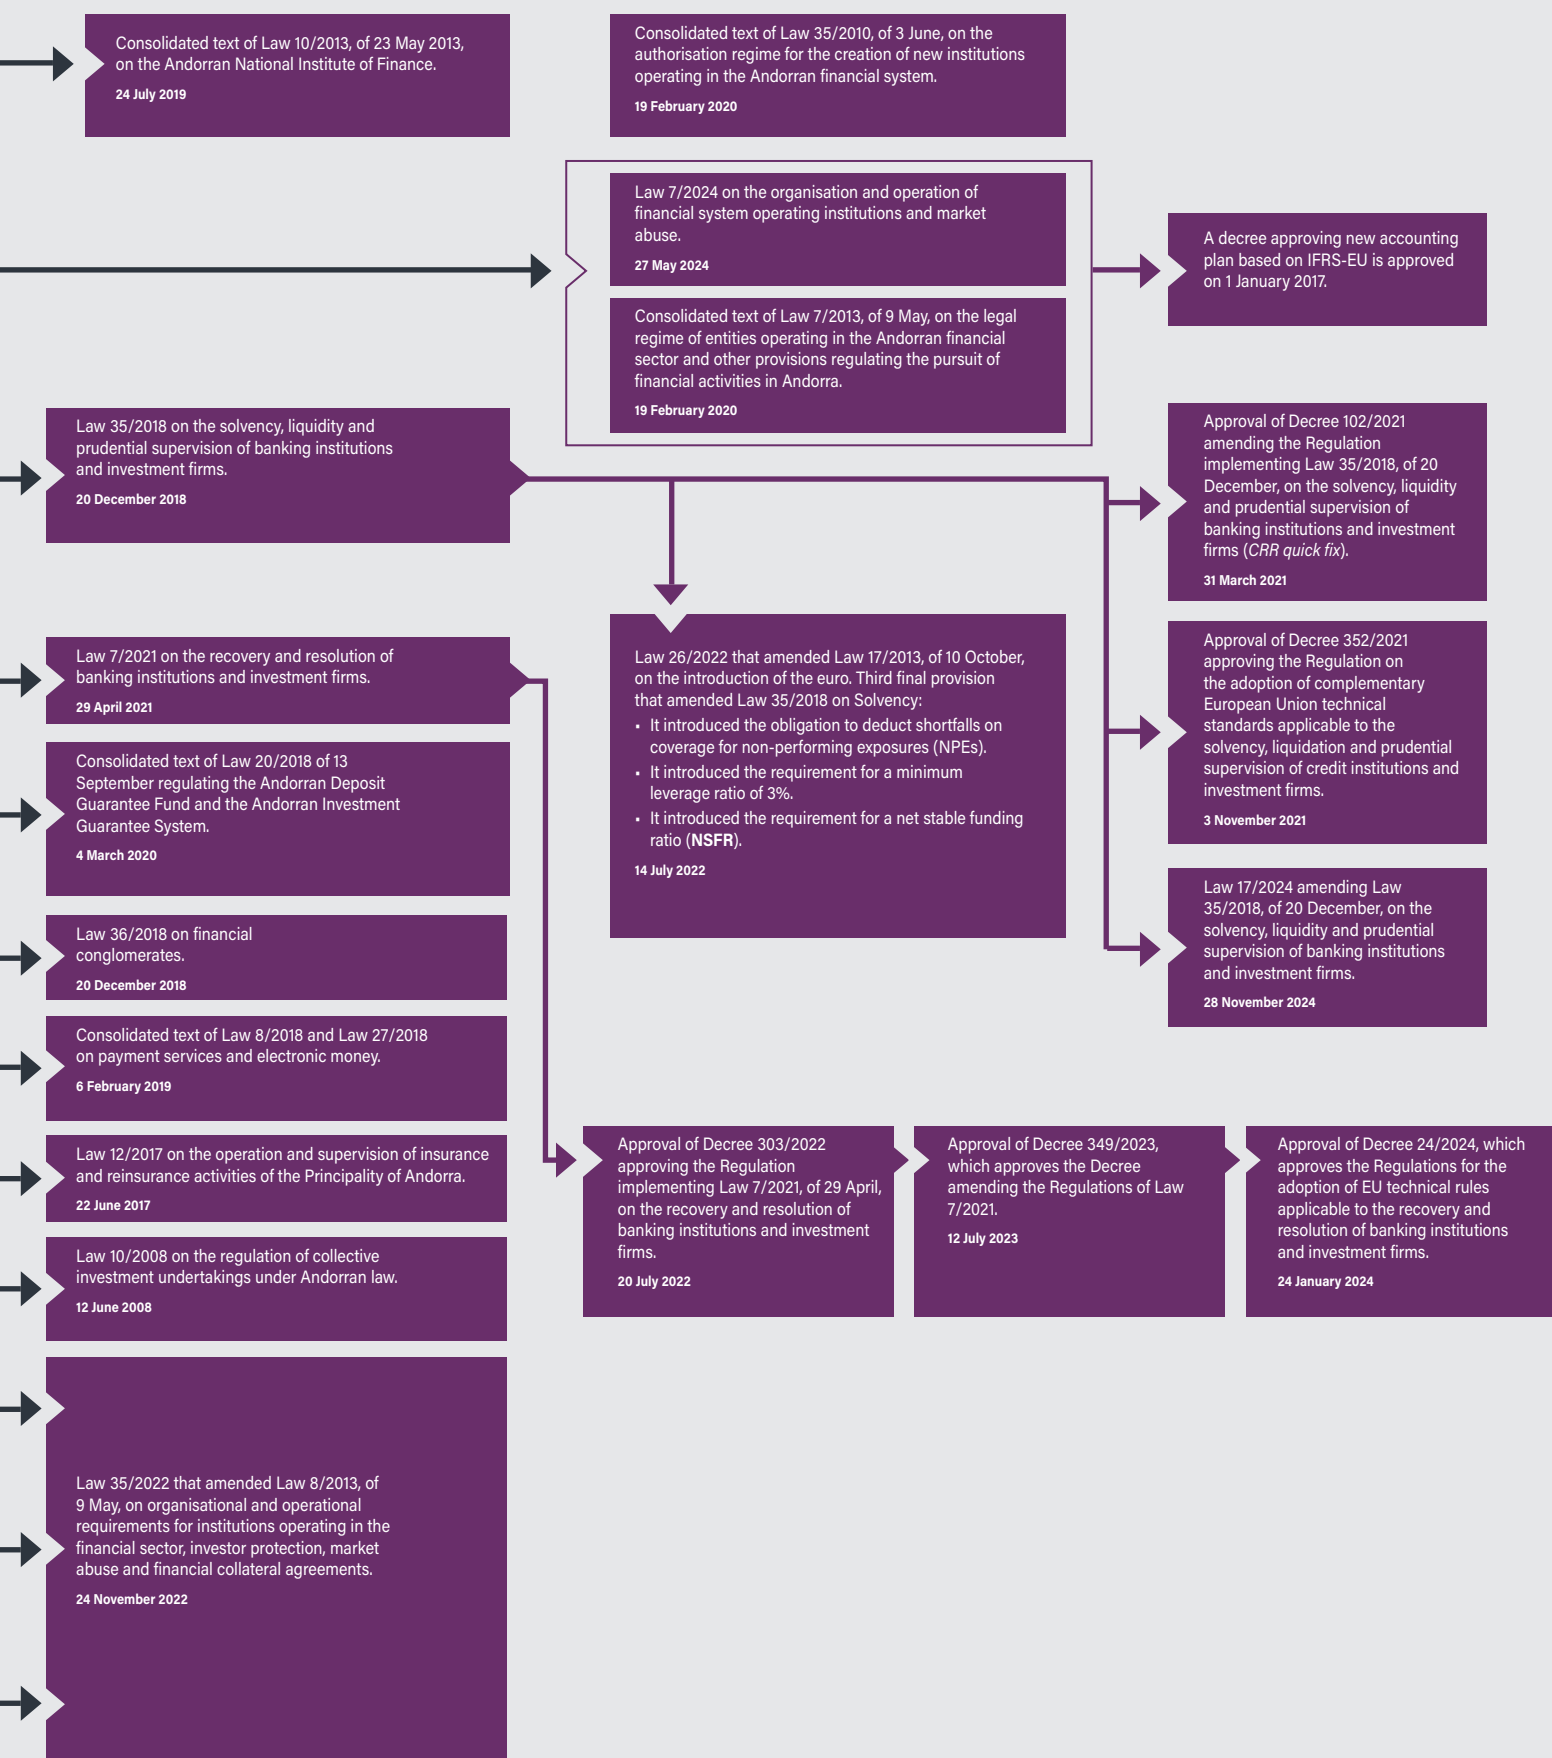 Consolidated text of Law 10/2013, of 23 May 2013,
on the Andorran National Institute of Finance.
24 July 2019
Consolidated text of Law 35/2010, of 3 June, on the
authorisation regime for the creation of new institutions
operating in the Andorran financial system.
19 February 2020
Law 7/2024 on the organisation and operation of
financial system operating institutions and market
abuse.
27 May 2024
Consolidated text of Law 7/2013, of 9 May, on the legal
regime of entities operating in the Andorran financial
sector and other provisions regulating the pursuit of
financial activities in Andorra.
19 February 2020
A decree approving new accounting
plan based on IFRS-EU is approved
on 1 January 2017.
Law 35/2018 on the solvency, liquidity and
prudential supervision of banking institutions
and investment firms.
20 December 2018
Approval of Decree 102/2021
amending the Regulation
implementing Law 35/2018, of 20
December, on the solvency, liquidity
and prudential supervision of
banking institutions and investment
firms (CRR quick fix).
31 March 2021
Law 26/2022 that amended Law 17/2013, of 10 October,
on the introduction of the euro. Third final provision
that amended Law 35/2018 on Solvency:
• It introduced the obligation to deduct shortfalls on
coverage for non-performing exposures (NPEs).
• It introduced the requirement for a minimum
leverage ratio of 3%.
• It introduced the requirement for a net stable funding
ratio (NSFR).
14 July 2022
Approval of Decree 352/2021
approving the Regulation on
the adoption of complementary
European Union technical
standards applicable to the
solvency, liquidation and prudential
supervision of credit institutions and
investment firms.
3 November 2021
Law 17/2024 amending Law
35/2018, of 20 December, on the
solvency, liquidity and prudential
supervision of banking institutions
and investment firms.
28 November 2024
Law 7/2021 on the recovery and resolution of
banking institutions and investment firms.
29 April 2021
Consolidated text of Law 20/2018 of 13
September regulating the Andorran Deposit
Guarantee Fund and the Andorran Investment
Guarantee System.
4 March 2020
Law 36/2018 on financial
conglomerates.
20 December 2018
Consolidated text of Law 8/2018 and Law 27/2018
on payment services and electronic money.
6 February 2019
Law 12/2017 on the operation and supervision of insurance
and reinsurance activities of the Principality of Andorra.
22 June 2017
Approval of Decree 303/2022
approving the Regulation
implementing Law 7/2021, of 29 April,
on the recovery and resolution of
banking institutions and investment
firms.
20 July 2022
Approval of Decree 349/2023,
which approves the Decree
amending the Regulations of Law
7/2021.
12 July 2023
Approval of Decree 24/2024, which
approves the Regulations for the
adoption of EU technical rules
applicable to the recovery and
resolution of banking institutions
and investment firms.
24 January 2024
Law 10/2008 on the regulation of collective
investment undertakings under Andorran law.
12 June 2008
Law 35/2022 that amended Law 8/2013, of
9 May, on organisational and operational
requirements for institutions operating in the
financial sector, investor protection, market
abuse and financial collateral agreements.
24 November 2022